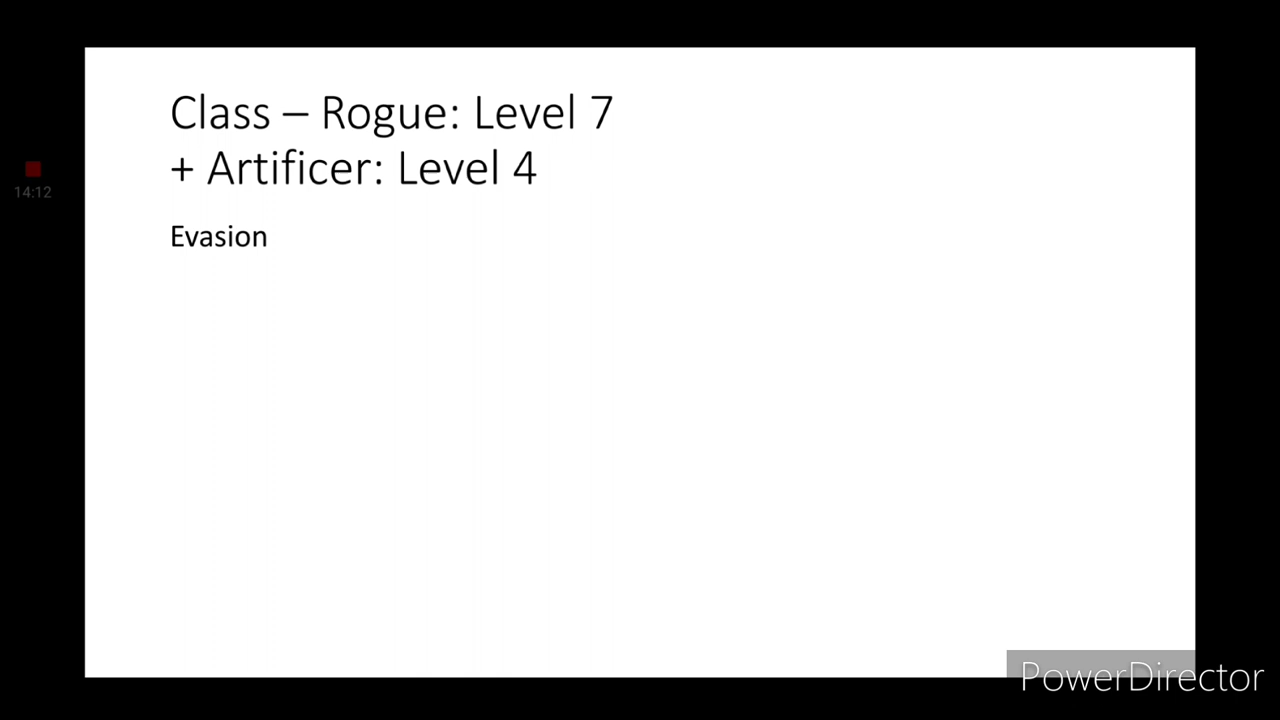 Class – Rogue: Level 7
+ Artificer: Level 4
14:12
Evasion
PowerDirector